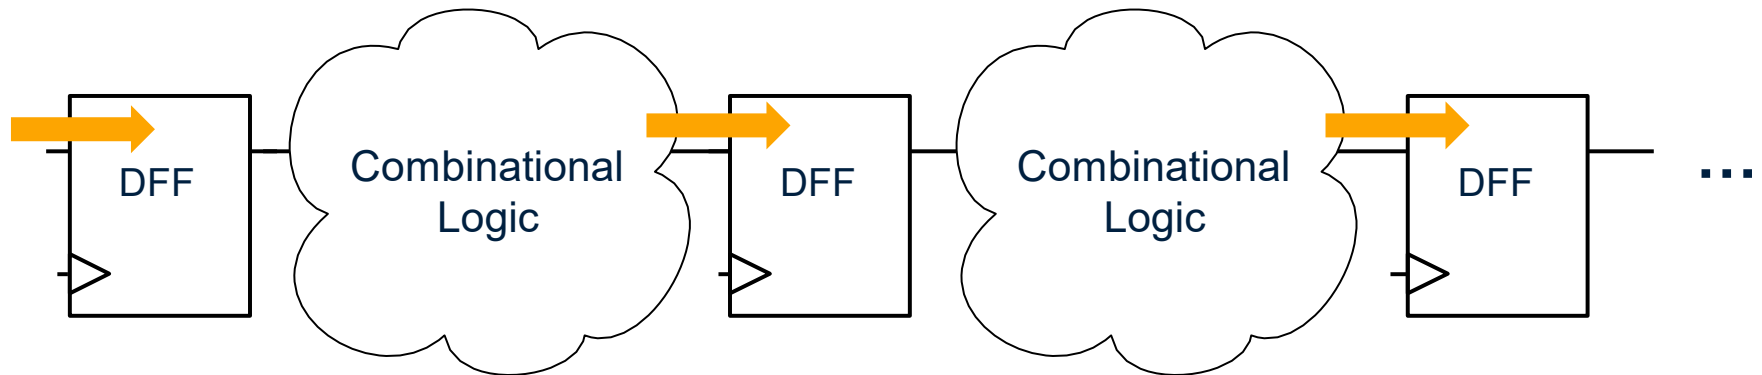 DFF
Combinational
Logic
DFF
Combinational
Logic
DFF
...